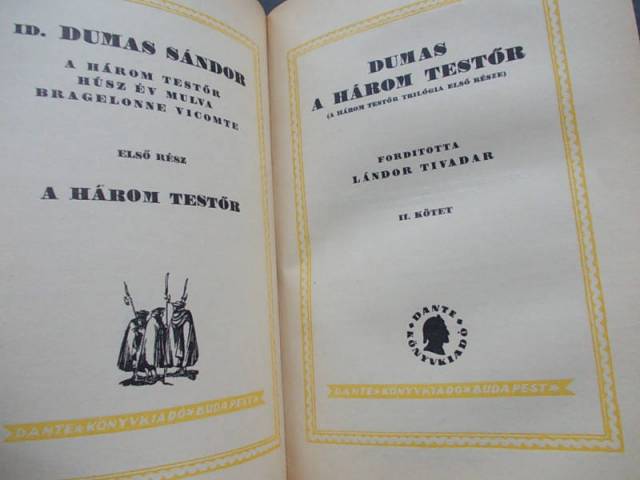 ID. DUMAS SÁNDOR
A HÁROM TESTŐR
HÚSZ ÉV MULVA
BRAGELONNE VICOMTE
ELSŐ RÉSZ
A HÁROM TESTŐR
DANTE KÖNYVKIADÓ BUDAPEST
DUMAS
A HÁROM TESTŐR
(A HÁROM TESTŐR TRILÓGIA ELSŐ RÉSZE)
FORDITOTTA
LÁNDOR TIVADAR
II. KÖTET
DANTE
KÖNYVKIADÓ
DANTE KÖNYVKIADÓ BUDAPEST